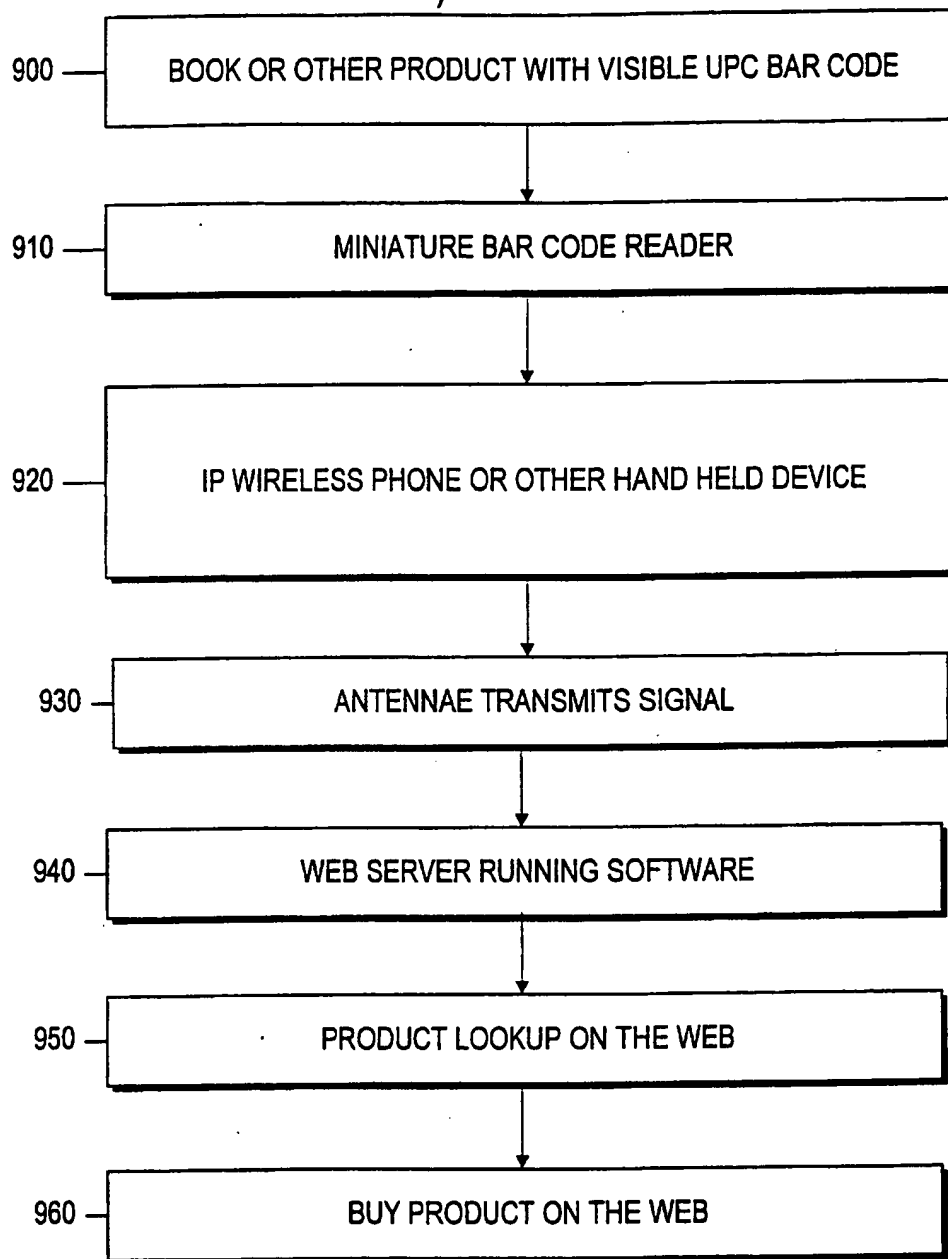 900 BOOK OR OTHER PRODUCT WITH VISIBLE UPC BAR CODE
910 MINIATURE BAR CODE READER
920 IP WIRELESS PHONE OR OTHER HAND HELD DEVICE
930 ANTENNAE TRANSMITS SIGNAL
940 WEB SERVER RUNNING SOFTWARE
950 PRODUCT LOOKUP ON THE WEB
960 BUY PRODUCT ON THE WEB